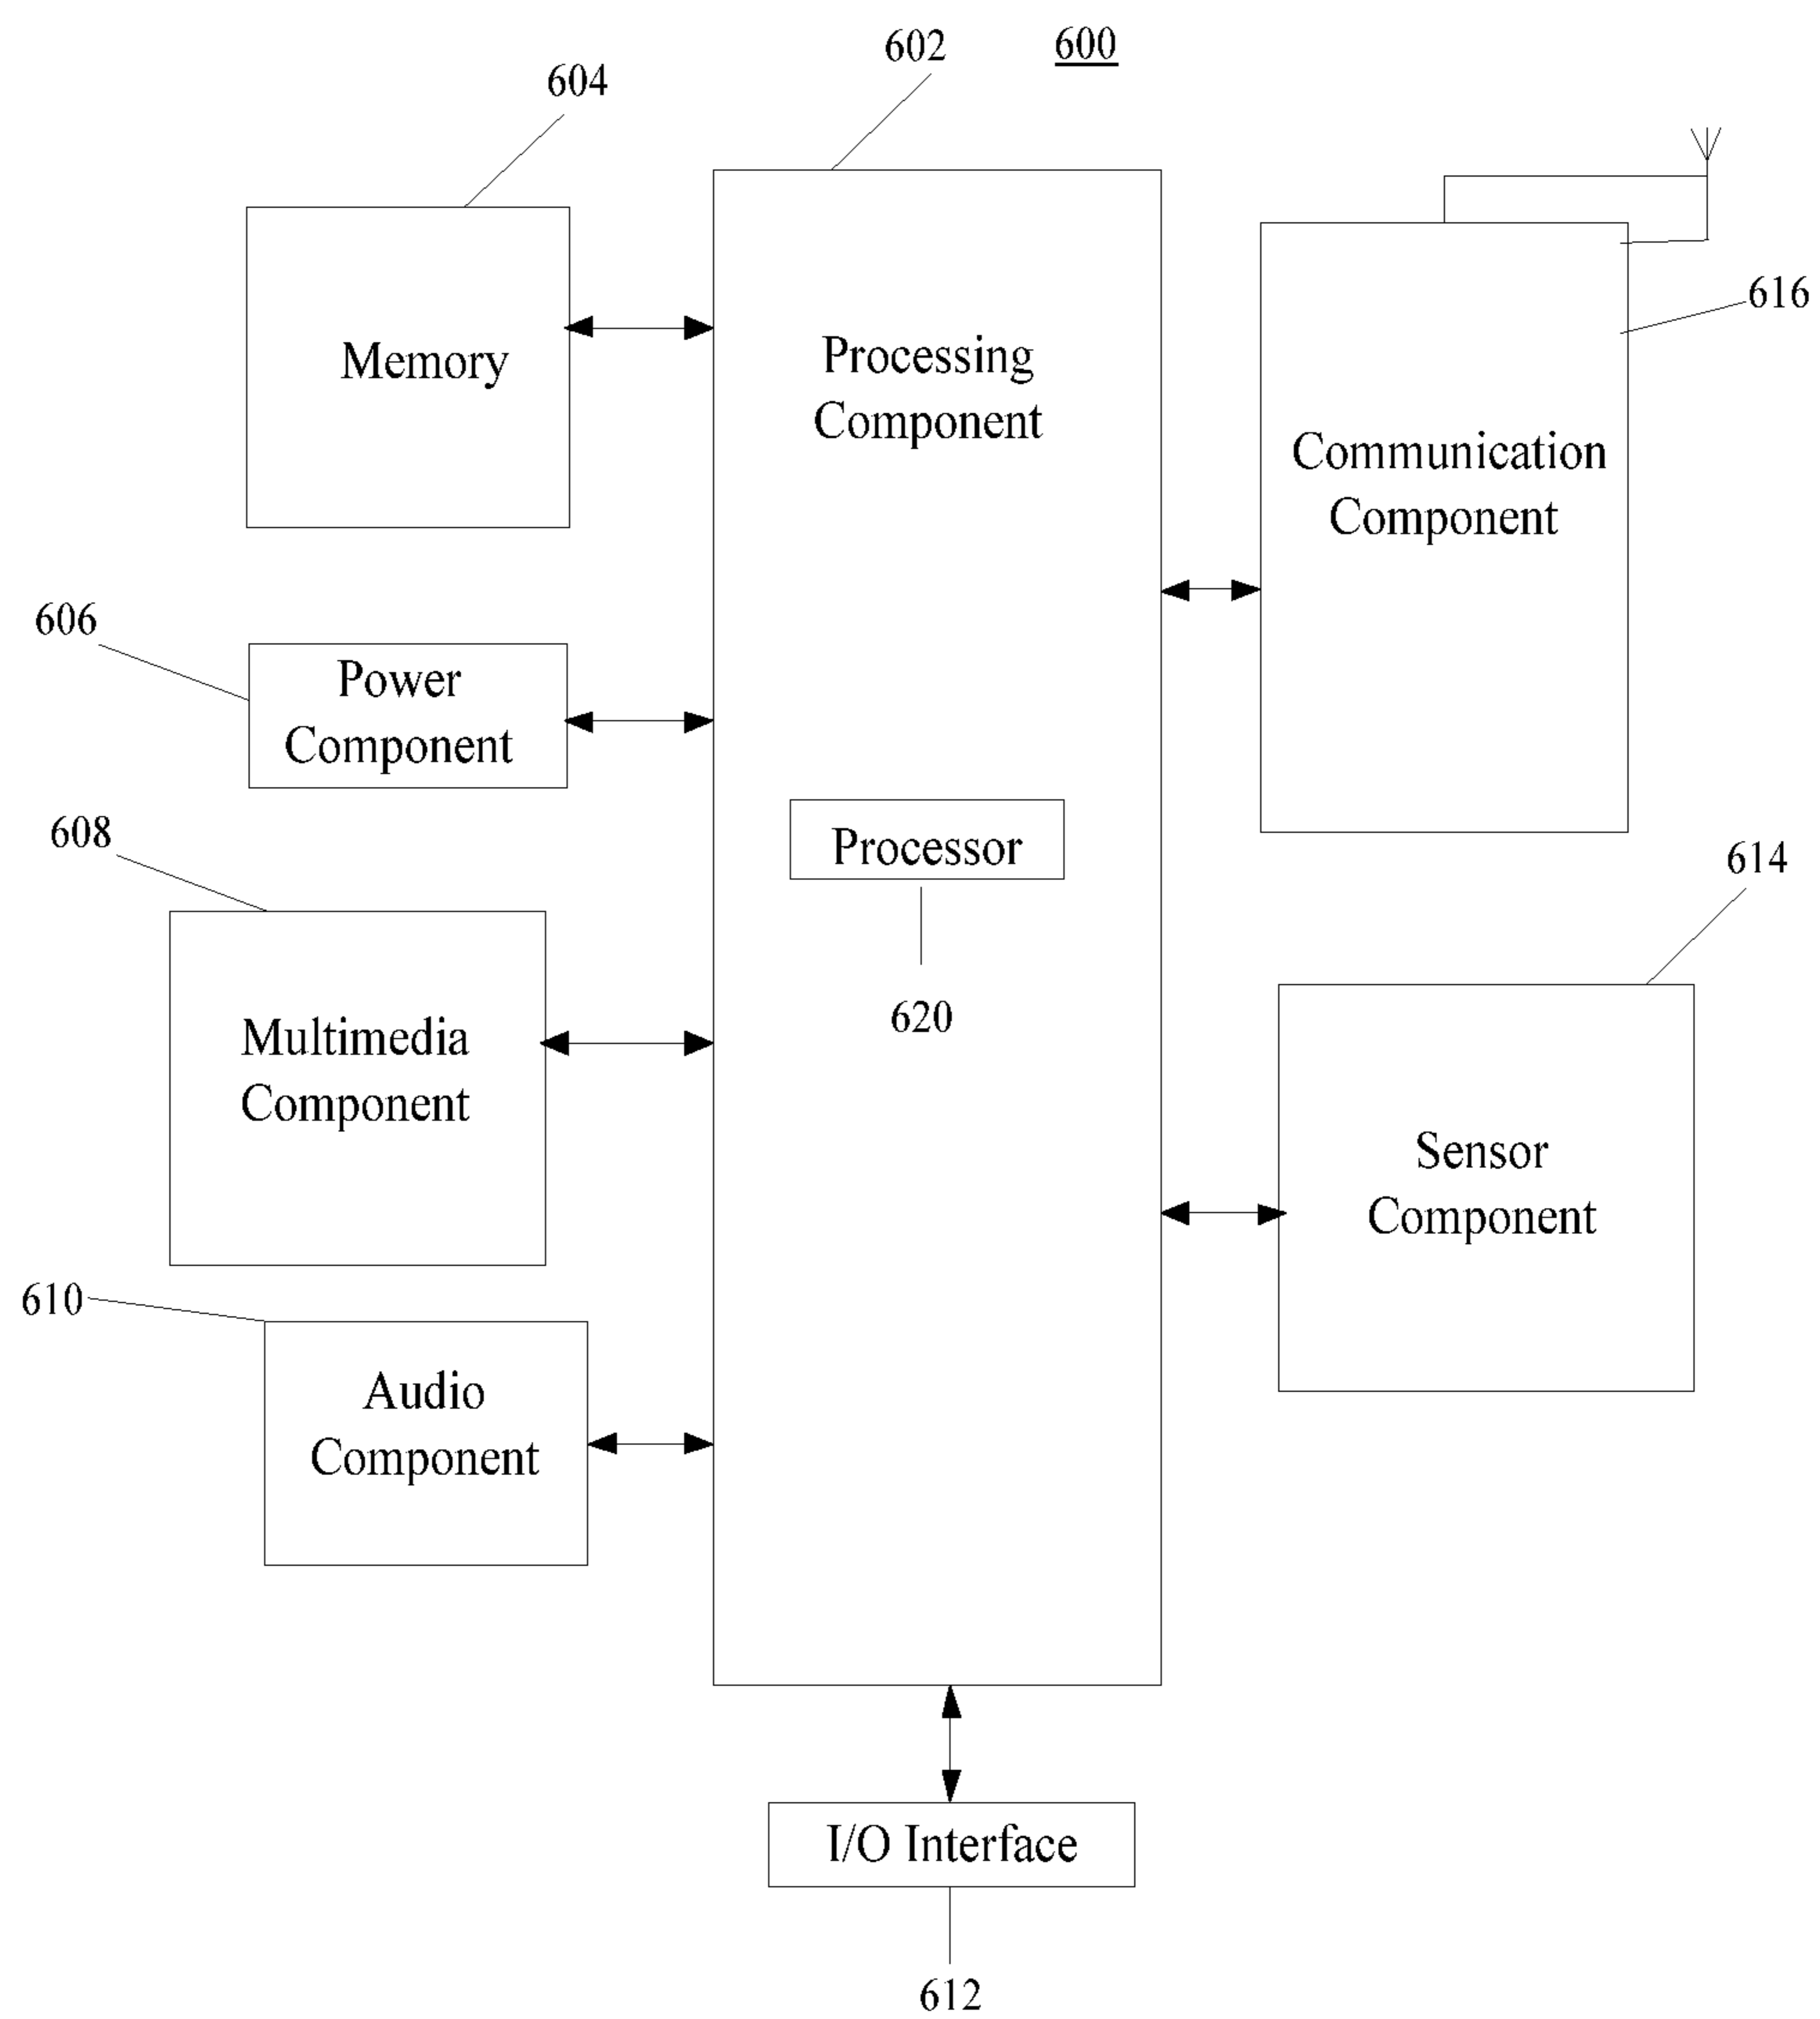 602
600
604
616
Memory
Processing
Component
Communication
Component
606
Power
Component
608
Processor
614
620
Multimedia
Component
Sensor
Component
610
Audio
Component
I/O Interface
612